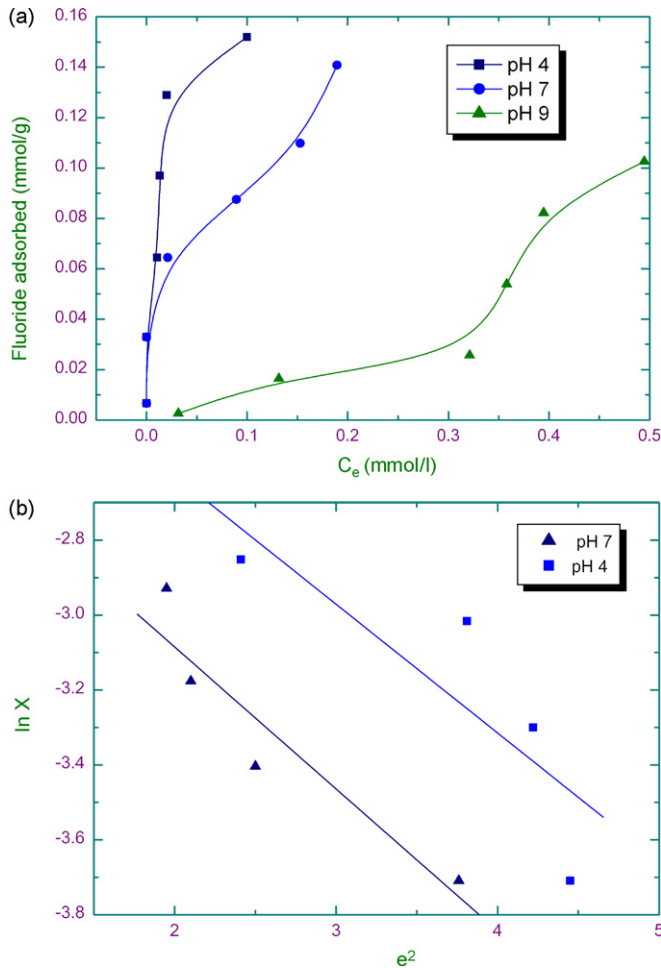 (a)
0.16
0.14
0.12
0.10
0.08
0.06
0.04
0.02
0.00
Fluoride adsorbed (mmol/g)
pH 4
pH 7
pH 9
0.0
0.1
0.2
0.3
0.4
0.5
Cₑ (mmol/l)
(b)
-2.8
-3.0
-3.2
-3.4
-3.6
-3.8
ln X
pH 7
pH 4
2
3
4
5
e²